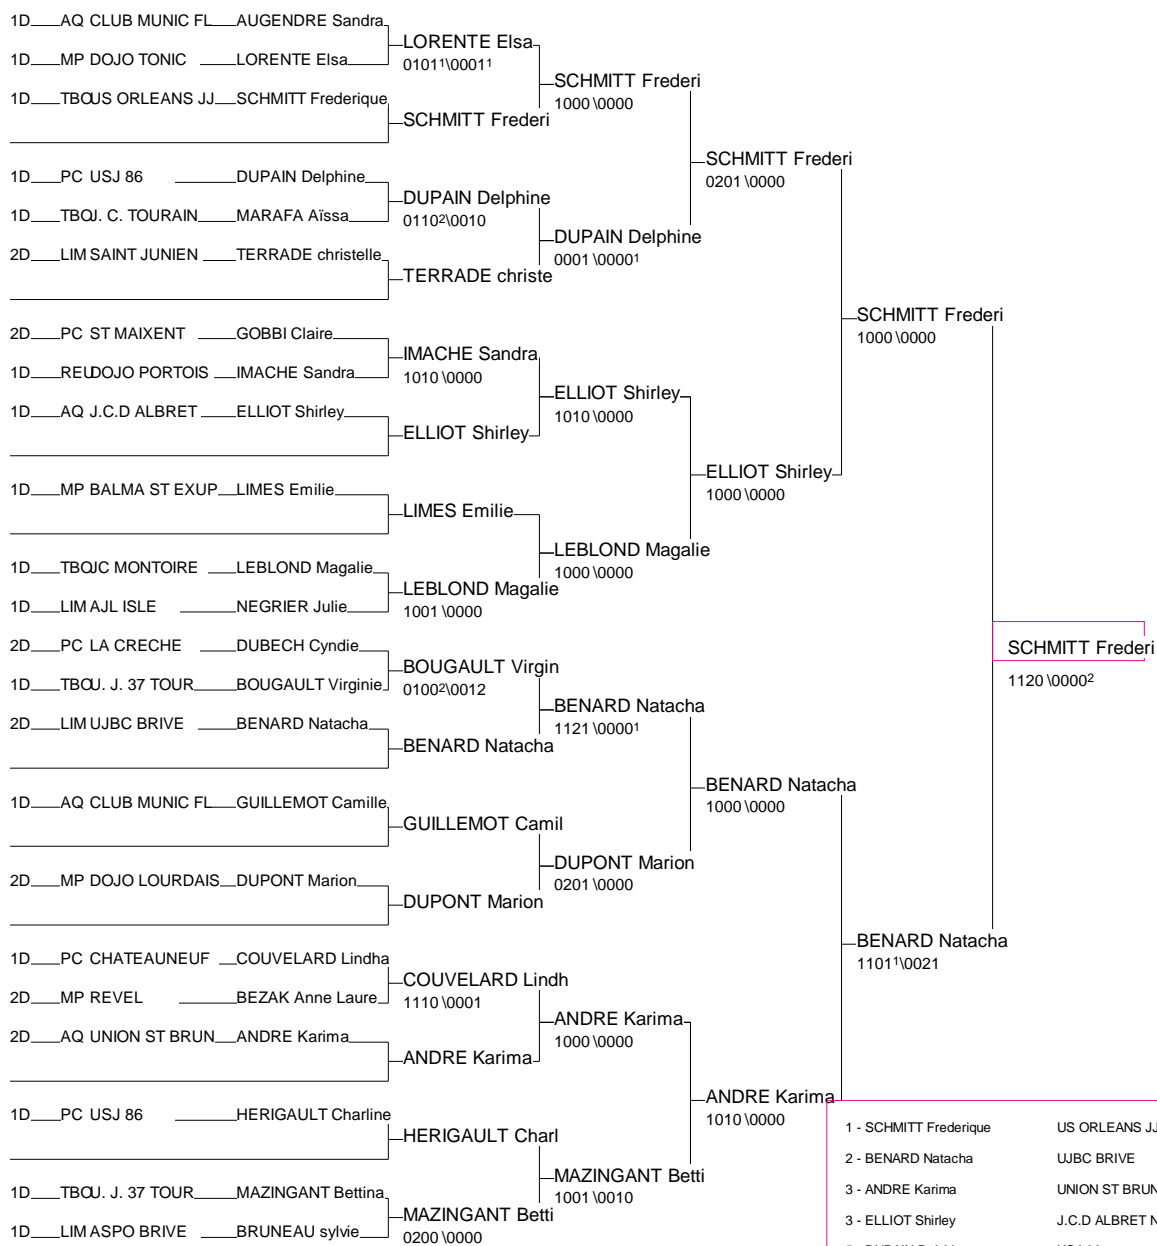 1D AQ CLUB MUNIC FL AUGENDRE Sandra
LORENTE Elsa
1D MP DOJO TONIC LORENTE Elsa
0101¹\0001¹
SCHMITT Frederi
1D TBO US ORLEANS JJ SCHMITT Frederique
1000 \0000
SCHMITT Frederi
SCHMITT Frederi
0201 \0000
1D PC USJ 86 DUPAIN Delphine
DUPAIN Delphine
1D TBO J. C. TOURAIN MARAFA Aïssa
0110²\0010
DUPAIN Delphine
2D LIM SAINT JUNIEN TERRADE christelle
0001 \0000¹
TERRADE christe
SCHMITT Frederi
1000 \0000
2D PC ST MAIXENT GOBBI Claire
IMACHE Sandra
1D REU DOJO PORTOIS IMACHE Sandra
1010 \0000
ELLIOT Shirley
1D AQ J.C.D ALBRET ELLIOT Shirley
1010 \0000
ELLIOT Shirley
ELLIOT Shirley
1000 \0000
1D MP BALMA ST EXUP LIMES Emilie
LIMES Emilie
LEBLOND Magalie
1D TBO JC MONTOIRE LEBLOND Magalie
1000 \0000
LEBLOND Magalie
1D LIM AJL ISLE NEGRIER Julie
1001 \0000
SCHMITT Frederi
1120 \0000²
2D PC LA CRECHE DUBECH Cyndie
BOUGAULT Virgin
1D TBO U. J. 37 TOUR BOUGAULT Virginie
0100²\0012
BENARD Natacha
2D LIM UJBC BRIVE BENARD Natacha
1121 \0000¹
BENARD Natacha
BENARD Natacha
1000 \0000
1D AQ CLUB MUNIC FL GUILLEMOT Camille
GUILLEMOT Camil
DUPONT Marion
2D MP DOJO LOURDAIS DUPONT Marion
0201 \0000
DUPONT Marion
BENARD Natacha
1101¹\0021
1D PC CHATEAUNEUF COUVELARD Lindha
COUVELARD Lindh
2D MP REVEL BEZAK Anne Laure
1110 \0001
ANDRE Karima
2D AQ UNION ST BRUN ANDRE Karima
1000 \0000
ANDRE Karima
ANDRE Karima
1010 \0000
1D PC USJ 86 HERIGAULT Charline
HERIGAULT Charl
MAZINGANT Betti
1D TBO U. J. 37 TOUR MAZINGANT Bettina
1001 \0010
MAZINGANT Betti
1D LIM ASPO BRIVE BRUNEAU sylvie
0200 \0000
1 - SCHMITT Frederique US ORLEANS JJ
2 - BENARD Natacha UJBC BRIVE
3 - ANDRE Karima UNION ST BRUN
3 - ELLIOT Shirley J.C.D ALBRET N